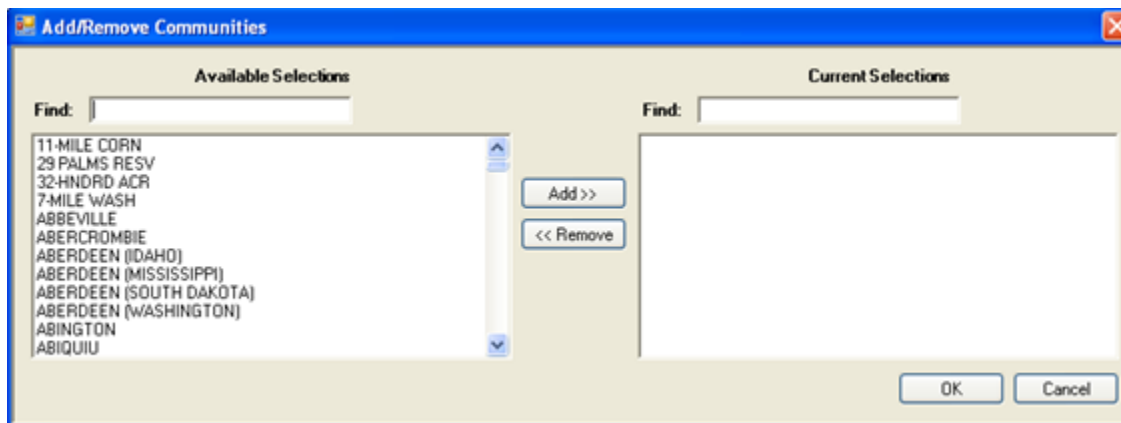 Add/Remove Communities
Available Selections
Current Selections
Find:
Find:
11-MILE CORN
29 PALMS RESV
32-HNDRD ACR
7-MILE WASH
ABBEVILLE
ABERCROMBIE
ABERDEEN (IDAHO)
ABERDEEN (MISSISSIPPI)
ABERDEEN (SOUTH DAKOTA)
ABERDEEN (WASHINGTON)
ABINGTON
ABIQUIU
Add >>
<< Remove
OK
Cancel